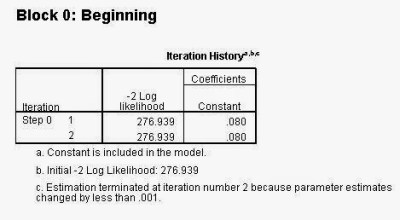 Block 0: Beginning
Iteration Historyᵃ,ᵇ,ᶜ
Coefficients
-2 Log
Iteration likelihood Constant
Step 0 1 276.939 .080
2 276.939 .080
a. Constant is included in the model.
b. Initial -2 Log Likelihood: 276.939
c. Estimation terminated at iteration number 2 because parameter estimates
changed by less than .001.